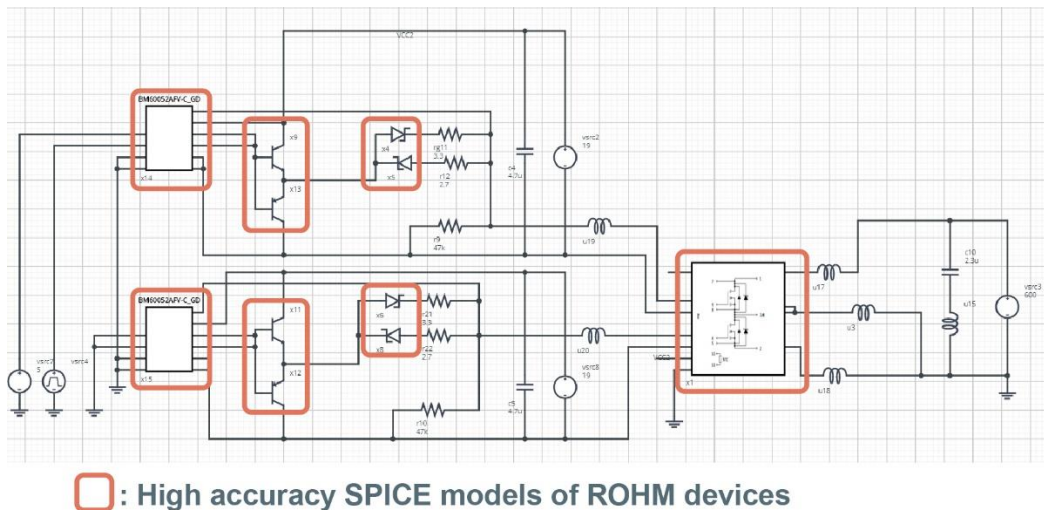 VCC2
BM60052AFV-C_GD
x14
x9
x13
x4
x5
rg11
3.3
r12
2.7
c4
4.7u
vsrc2
19
r9
47k
u19
u17
c10
2.3u
u15
vsrc3
600
u3
u18
BM60052AFV-C_GD
x15
x11
x12
x6
x8
r21
3.3
r22
2.7
u20
VCC2
x1
vsrc8
19
c5
4.7u
r10
47k
5
vsrc4
: High accuracy SPICE models of ROHM devices